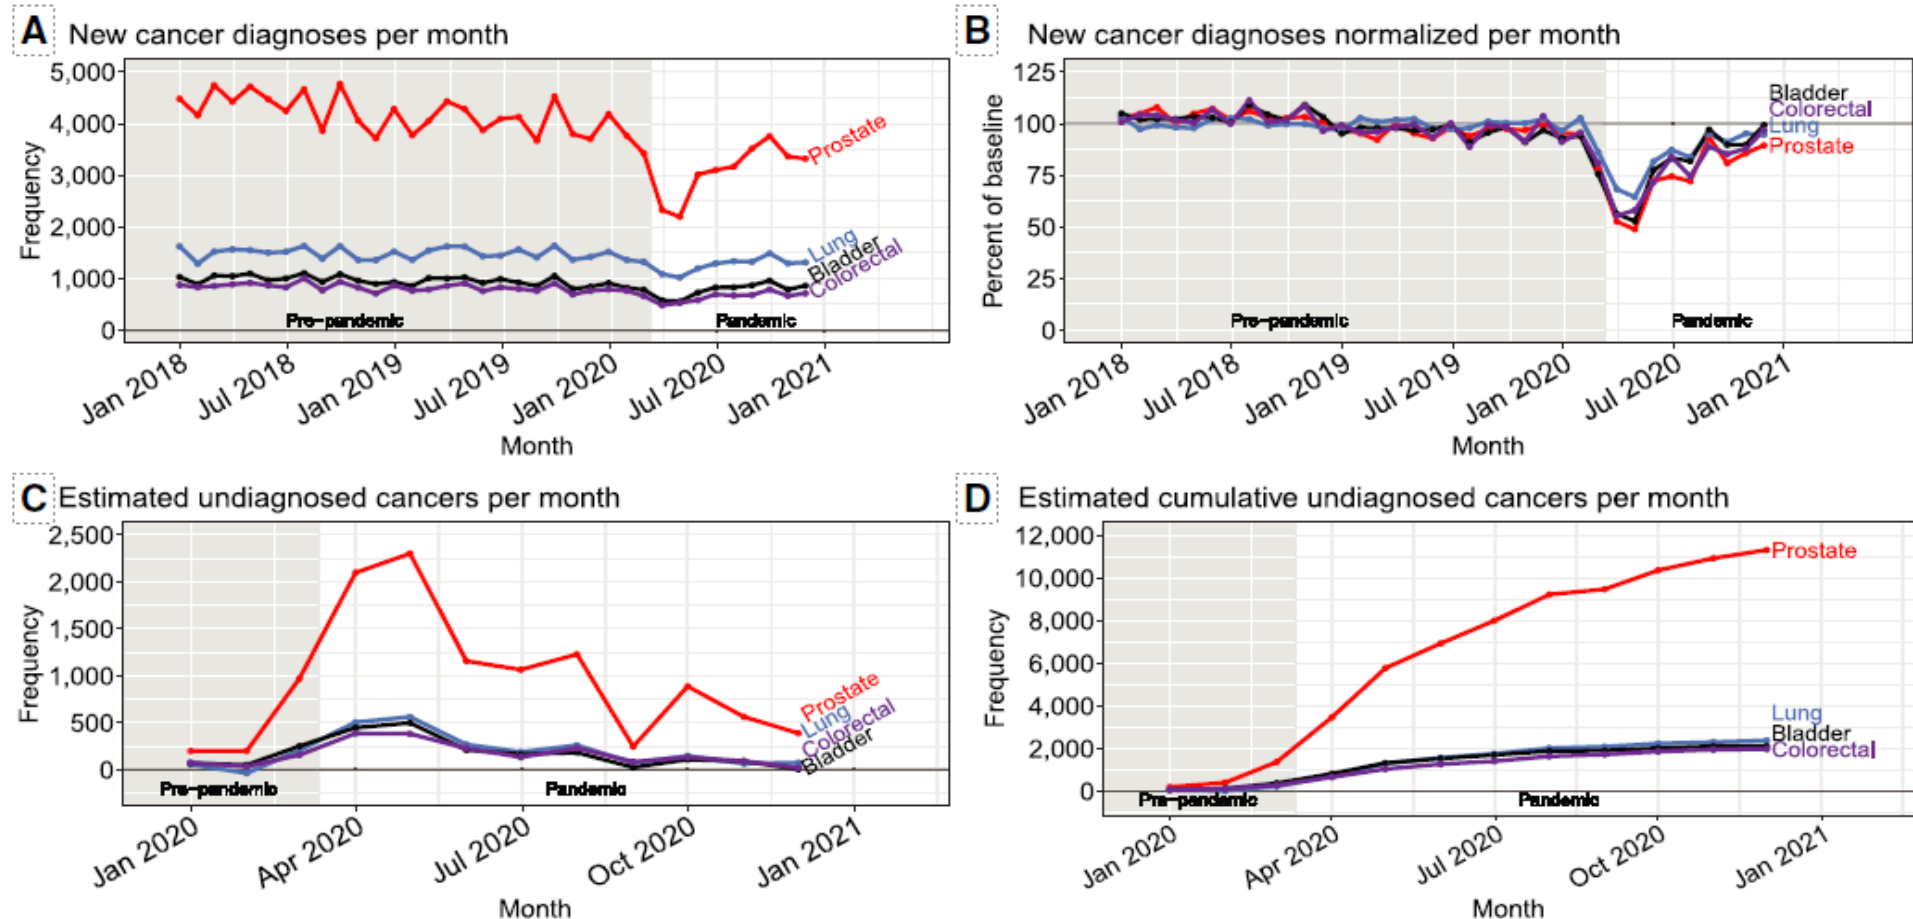 A New cancer diagnoses per month
5,000
4,000
3,000
2,000
1,000
0
Frequency
Prostate
Lung
Bladder
Colorectal
Pre-pandemic
Pandemic
Jan 2018
Jul 2018
Jan 2019
Jul 2019
Jan 2020
Jul 2020
Jan 2021
Month
B New cancer diagnoses normalized per month
125
100
75
50
25
0
Percent of baseline
Bladder
Colorectal
Lung
Prostate
Pre-pandemic
Pandemic
Jan 2018
Jul 2018
Jan 2019
Jul 2019
Jan 2020
Jul 2020
Jan 2021
Month
C Estimated undiagnosed cancers per month
2,500
2,000
1,500
1,000
500
0
Frequency
Prostate
Lung
Colorectal
Bladder
Pre-pandemic
Pandemic
Jan 2020
Apr 2020
Jul 2020
Oct 2020
Jan 2021
Month
D Estimated cumulative undiagnosed cancers per month
12,000
10,000
8,000
6,000
4,000
2,000
0
Frequency
Prostate
Lung
Bladder
Colorectal
Pre-pandemic
Pandemic
Jan 2020
Apr 2020
Jul 2020
Oct 2020
Jan 2021
Month